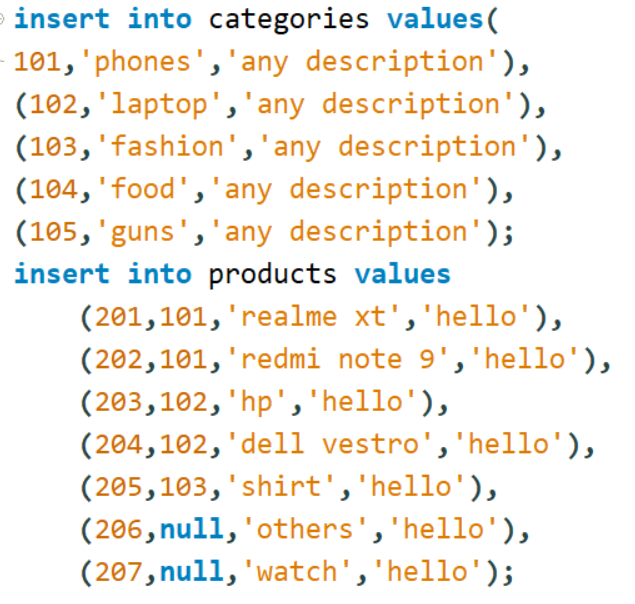 insert into categories values(
101,'phones','any description'),
(102,'laptop','any description'),
(103,'fashion','any description'),
(104,'food','any description'),
(105,'guns','any description');
insert into products values
(201,101,'realme xt','hello'),
(202,101,'redmi note 9','hello'),
(203,102,'hp','hello'),
(204,102,'dell vestro','hello'),
(205,103,'shirt','hello'),
(206,null,'others','hello'),
(207,null,'watch','hello');